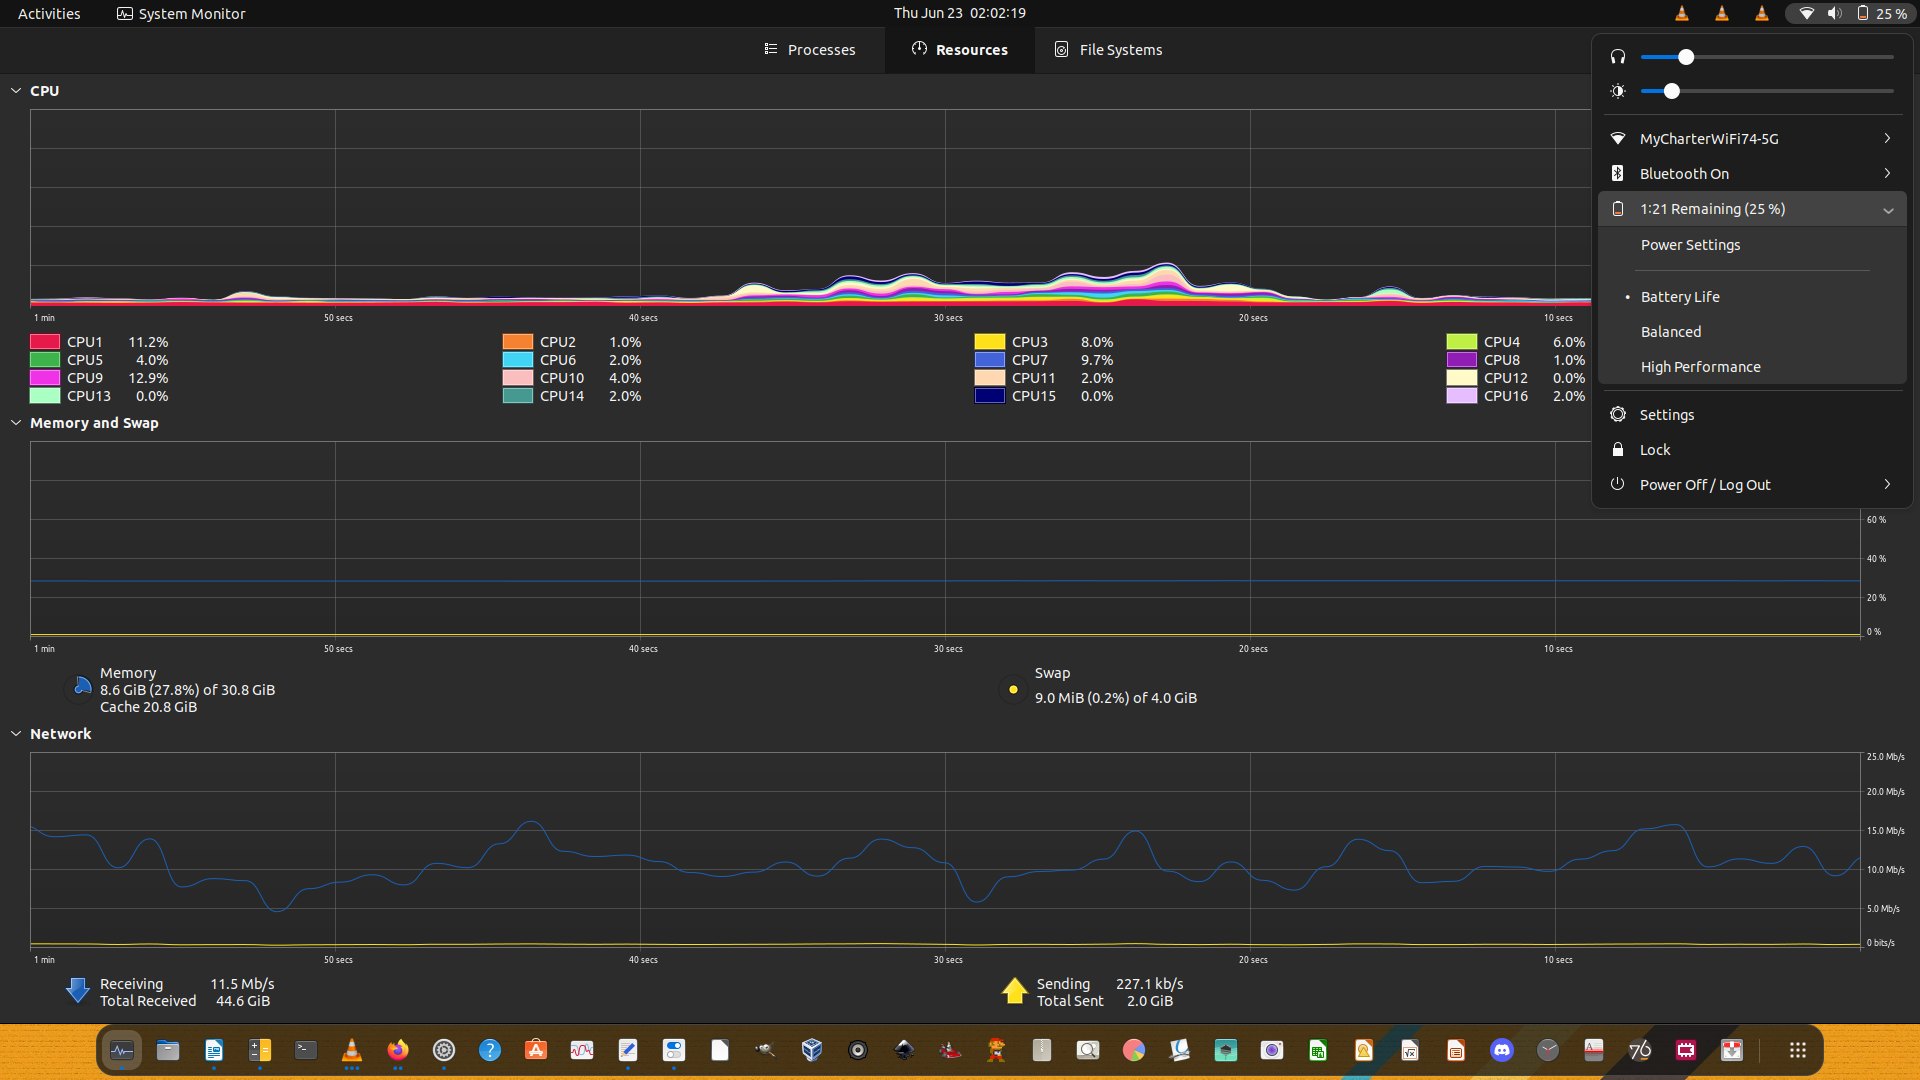 Activities
System Monitor
Thu Jun 23 02:02:19
25 %
Processes
Resources
File Systems
CPU
1 min
50 secs
40 secs
30 secs
20 secs
10 secs
CPU1 11.2%
CPU2 1.0%
CPU3 8.0%
CPU4 6.0%
CPU5 4.0%
CPU6 2.0%
CPU7 9.7%
CPU8 1.0%
CPU9 12.9%
CPU10 4.0%
CPU11 2.0%
CPU12 0.0%
CPU13 0.0%
CPU14 2.0%
CPU15 0.0%
CPU16 2.0%
MyCharterWiFi74-5G
Bluetooth On
1:21 Remaining (25 %)
Power Settings
• Battery Life
Balanced
High Performance
Settings
Lock
Power Off / Log Out
Memory and Swap
60 %
40 %
20 %
0 %
1 min
50 secs
40 secs
30 secs
20 secs
10 secs
Memory
8.6 GiB (27.8%) of 30.8 GiB
Cache 20.8 GiB
Swap
9.0 MiB (0.2%) of 4.0 GiB
Network
25.0 Mb/s
20.0 Mb/s
15.0 Mb/s
10.0 Mb/s
5.0 Mb/s
0 bits/s
1 min
50 secs
40 secs
30 secs
20 secs
10 secs
Receiving 11.5 Mb/s
Total Received 44.6 GiB
Sending 227.1 kb/s
Total Sent 2.0 GiB
76